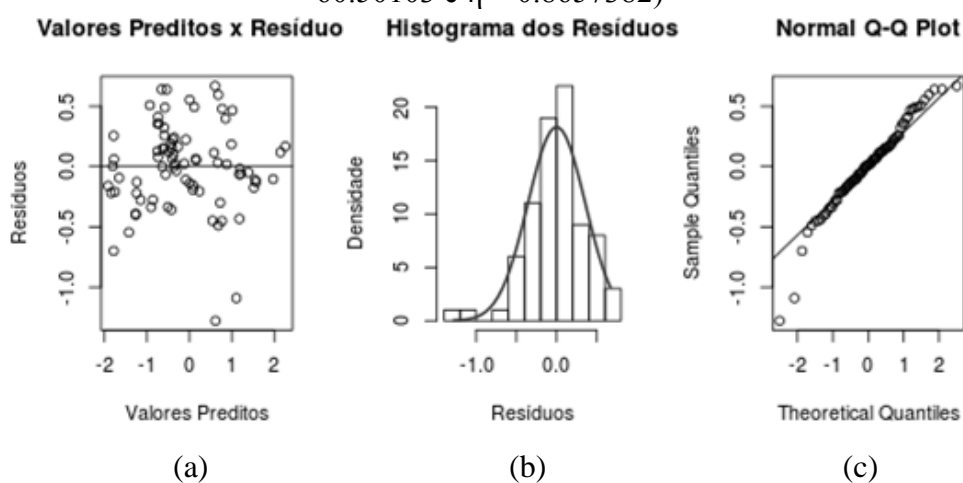 Valores Preditos x Resíduo
Histograma dos Resíduos
Normal Q-Q Plot
Resíduos
0.5
0.0
-0.5
-1.0
-2 -1 0 1 2
Valores Preditos
Densidade
20
15
10
5
0
-1.0 0.0
Resíduos
Sample Quantiles
0.5
0.0
-0.5
-1.0
-2 -1 0 1 2
Theoretical Quantiles
(a)
(b)
(c)